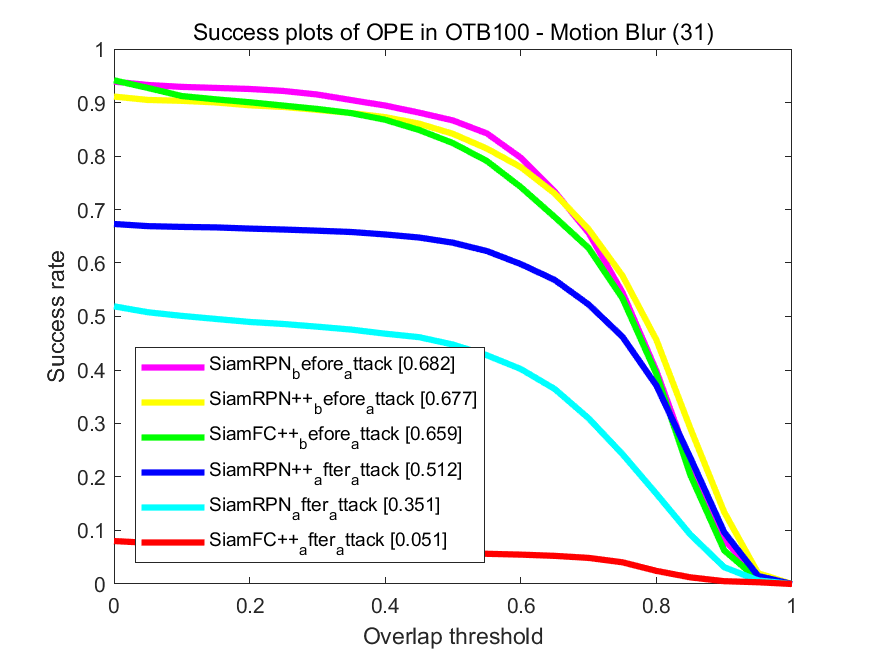 Success plots of OPE in OTB100 - Motion Blur (31)
1
0.9
0.8
0.7
0.6
0.5
0.4
0.3
0.2
0.1
0
Success rate
SiamRPN_before_attack [0.682]
SiamRPN++_before_attack [0.677]
SiamFC++_before_attack [0.659]
SiamRPN++_after_attack [0.512]
SiamRPN_after_attack [0.351]
SiamFC++_after_attack [0.051]
0 0.2 0.4 0.6 0.8 1
Overlap threshold